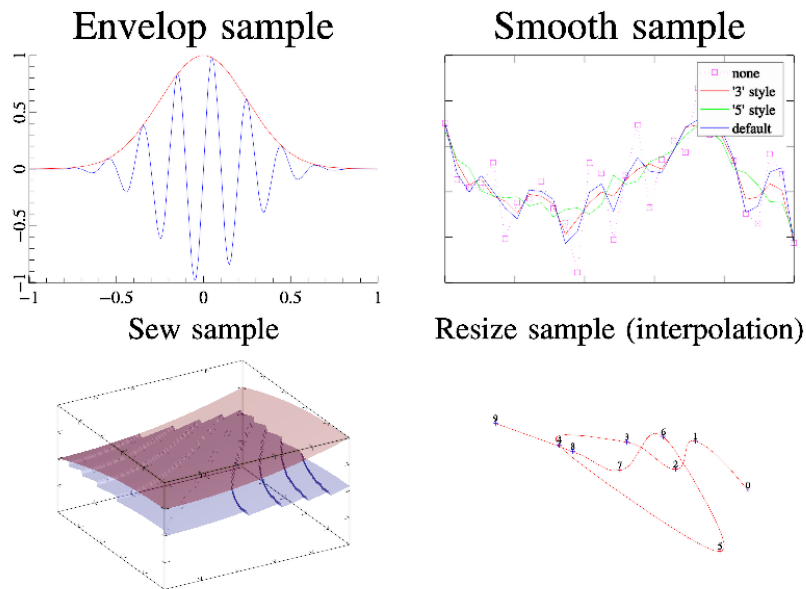 Envelop sample
Smooth sample
none
'3' style
'5' style
default
1
0.5
0
−0.5
−1
−1
−0.5
0
0.5
1
Sew sample
Resize sample (interpolation)
9
4
8
3
7
6
2
1
0
5